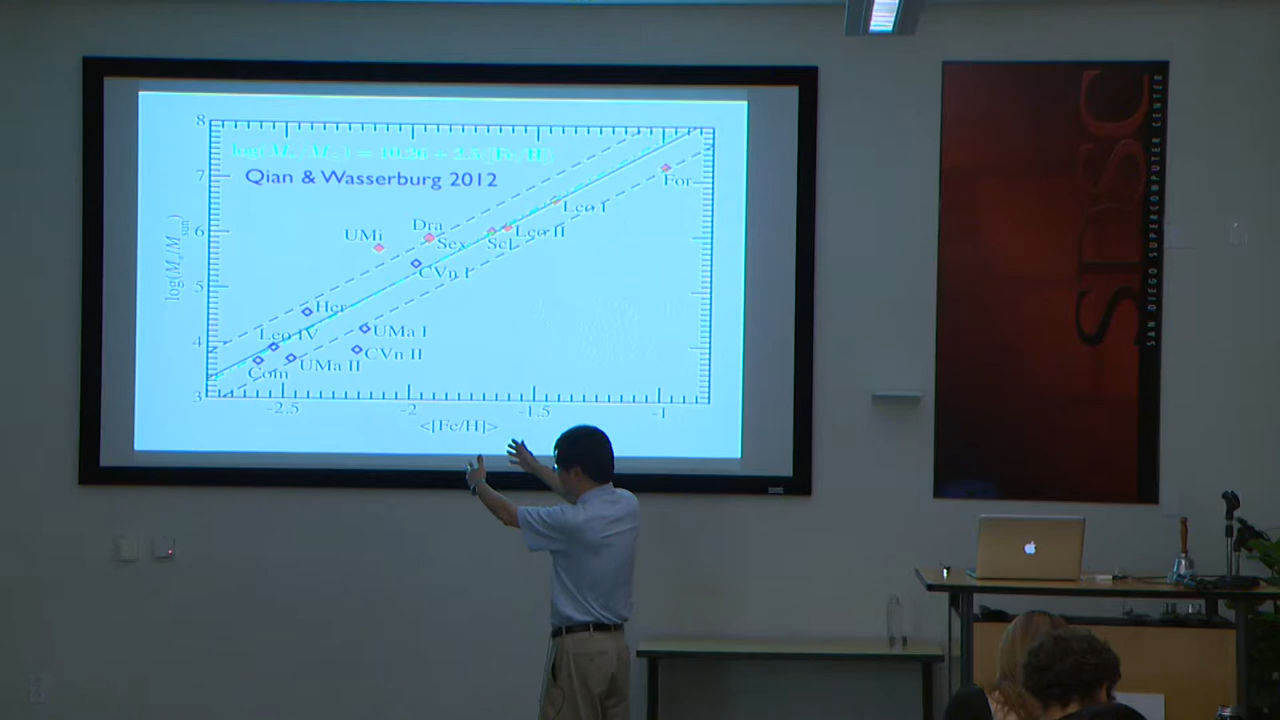 8
log(M*/M☉) = 10.26 + 2.5<[Fe/H]>
Qian & Wasserburg 2012
7
For
Leo I
Dra
UMi
6
Sex
Scl
Leo II
CVn I
5
Her
Leo IV
UMa I
4
CVn II
UMa II
Com
3
-2.5
-2
-1.5
-1
<[Fe/H]>
log(M*/Msun)
SDSC
SAN DIEGO SUPERCOMPUTER CENTER